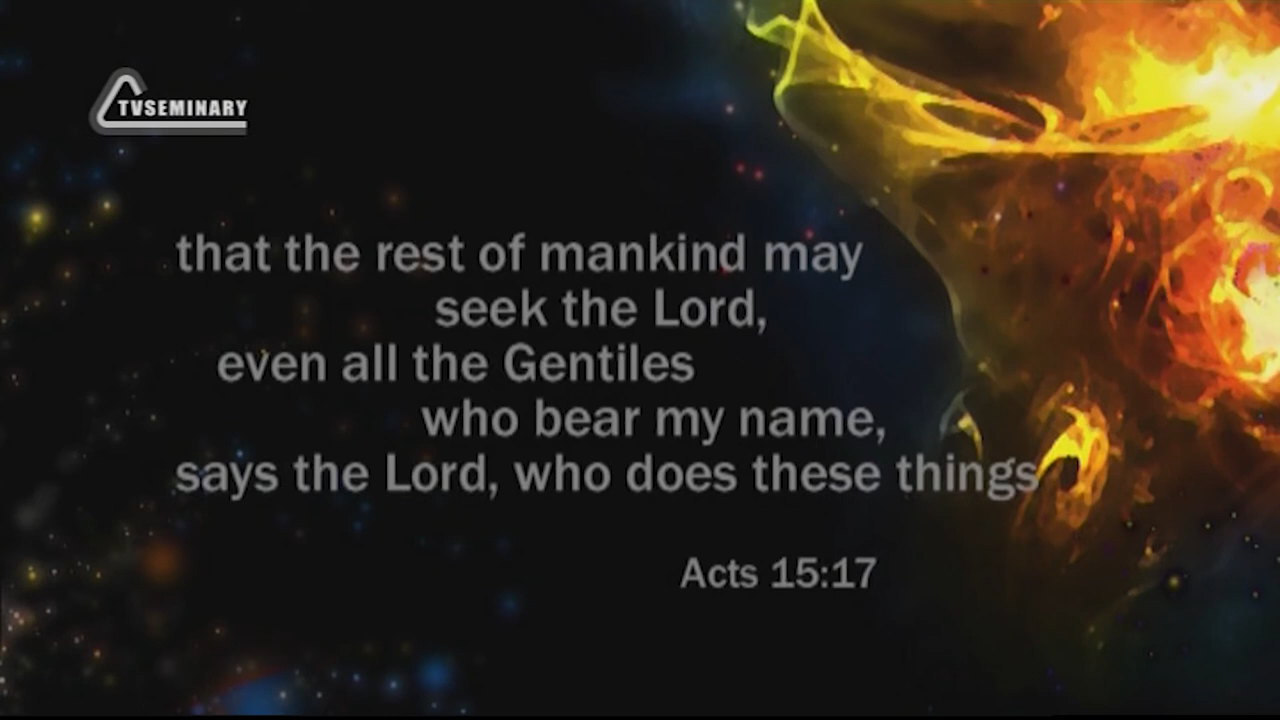 TVSEMINARY
that the rest of mankind may
seek the Lord,
even all the Gentiles
who bear my name,
says the Lord, who does these things
Acts 15:17